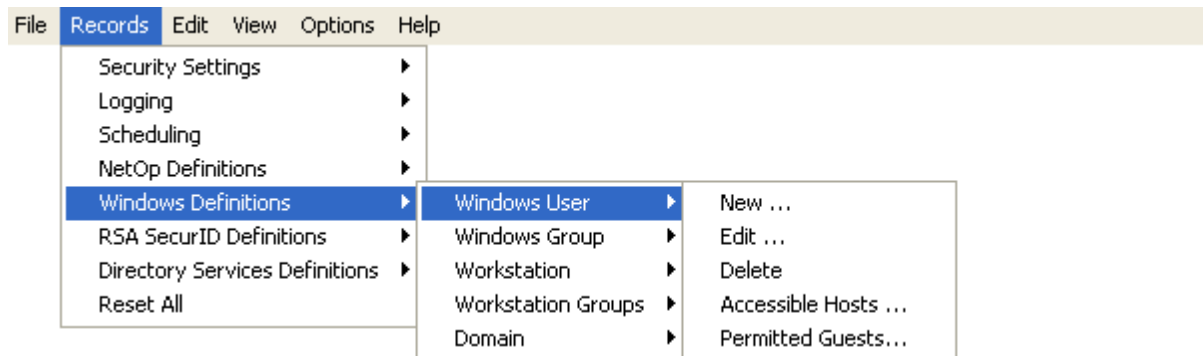 File Records Edit View Options Help
Security Settings
Logging
Scheduling
NetOp Definitions
Windows Definitions Windows User New ...
RSA SecurID Definitions Windows Group Edit ...
Directory Services Definitions Workstation Delete
Reset All Workstation Groups Accessible Hosts ...
Domain Permitted Guests...